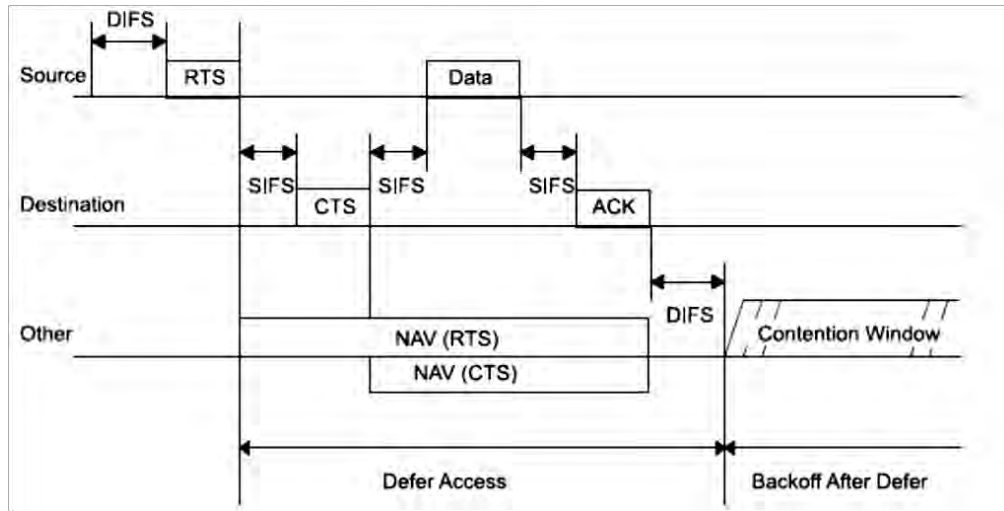 DIFS
Source
RTS
Data
SIFS
SIFS
SIFS
Destination
CTS
ACK
DIFS
Other
NAV (RTS)
Contention Window
NAV (CTS)
Defer Access
Backoff After Defer